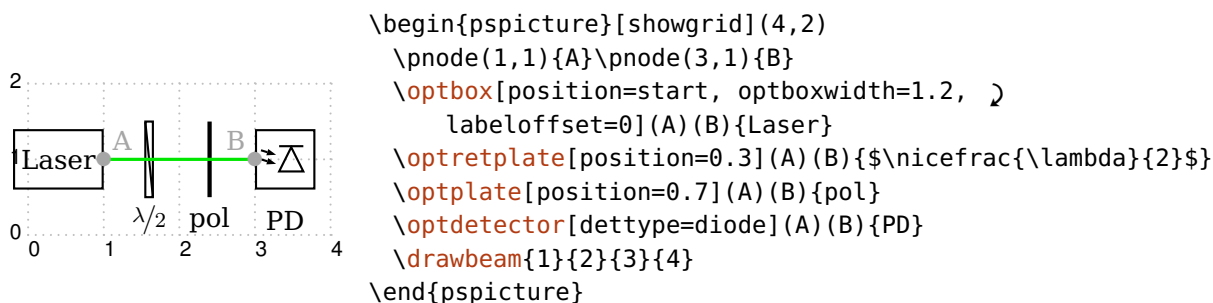 2
1
0
Laser
A
B
λ/2
pol
PD
0 1 2 3 4
\begin{pspicture}[showgrid](4,2)
\pnode(1,1){A}\pnode(3,1){B}
\optbox[position=start, optboxwidth=1.2,
labeloffset=0](A)(B){Laser}
\optretplate[position=0.3](A)(B){$\nicefrac{\lambda}{2}$}
\optplate[position=0.7](A)(B){pol}
\optdetector[dettype=diode](A)(B){PD}
\drawbeam{1}{2}{3}{4}
\end{pspicture}